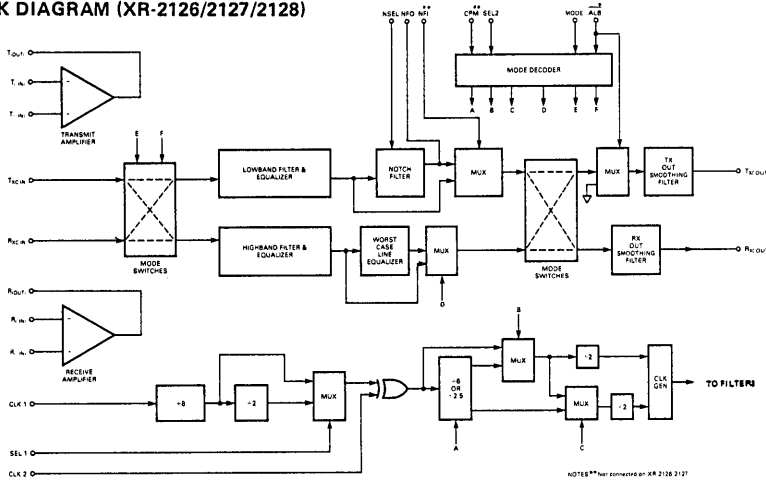 K DIAGRAM (XR-2126/2127/2128)
NSEL NFO NFI**
CPM** SEL2
MODE ALB
MODE DECODER
A B C D E F
TRANSMIT
AMPLIFIER
E F
LOWBAND FILTER &
EQUALIZER
NOTCH
FILTER
MUX
MUX
TX
OUT
SMOOTHING
FILTER
MODE
SWITCHES
HIGHBAND FILTER &
EQUALIZER
WORST
CASE
LINE
EQUALIZER
MUX
D
MODE
SWITCHES
RX
OUT
SMOOTHING
FILTER
RECEIVE
AMPLIFIER
CLK 1
÷8
÷2
MUX
SEL 1
CLK 2
B
OR
A
MUX
÷2
MUX
÷2
C
CLK
GEN
TO FILTERS
NOTES ** Not connected on XR 2126 2127